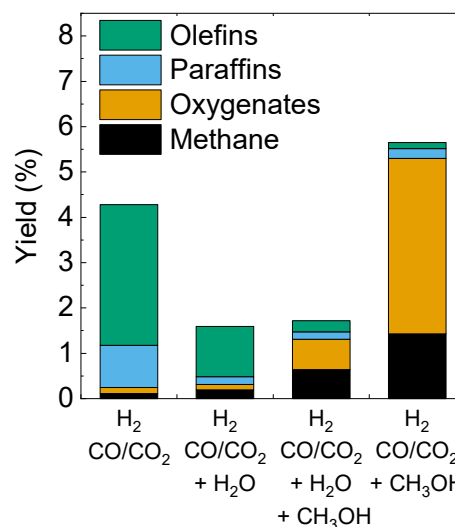 8
7
6
5
4
3
2
1
0
Yield (%)
Olefins
Paraffins
Oxygenates
Methane
H₂
CO/CO₂
H₂
CO/CO₂
+ H₂O
H₂
CO/CO₂
+ H₂O
+ CH₃OH
H₂
CO/CO₂
+ CH₃OH